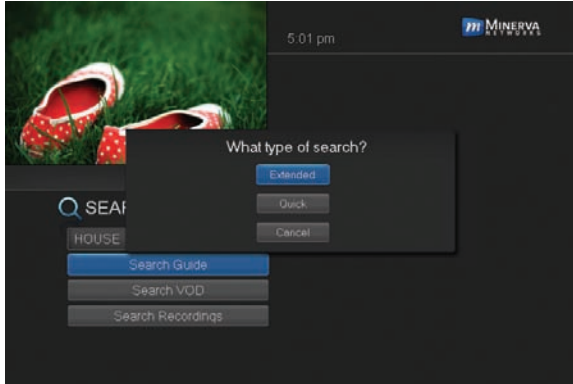 5:01 pm
m MINERVA
NETWORKS
What type of search?
Extended
Quick
Cancel
SEAR
HOUSE
Search Guide
Search VOD
Search Recordings